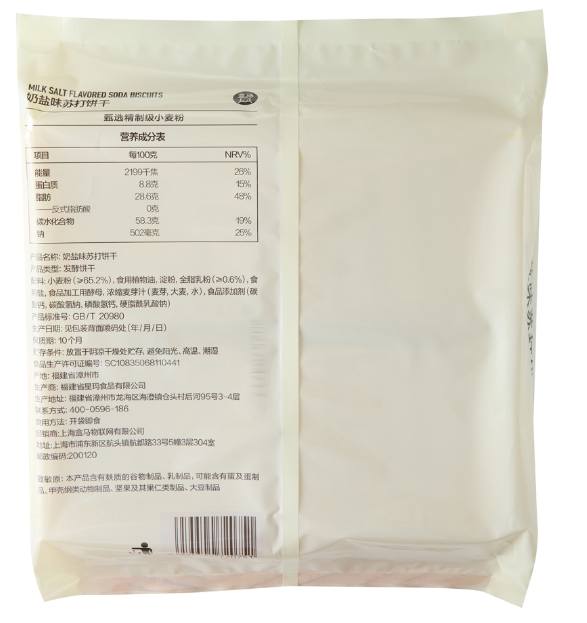 MILK SALT FLAVORED SODA BISCUITS
奶盐味苏打饼干
甄选精制级小麦粉
营养成分表
项目 每100克 NRV%
能量 2199千焦 26%
蛋白质 8.8克 15%
脂肪 28.6克 48%
——反式脂肪酸 0克
碳水化合物 58.3克 19%
钠 502毫克 25%
产品名称: 奶盐味苏打饼干
产品类型: 发酵饼干
配料: 小麦粉(≥65.2%), 食用植物油, 淀粉, 全脂乳粉(≥0.6%), 食
用盐, 食品加工用酵母, 浓缩麦芽汁(麦芽, 大麦, 水), 食品添加剂(碳
酸钙, 碳酸氢钠, 磷酸氢钙, 硬脂酰乳酸钠)
产品标准号: GB/T 20980
生产日期: 见包装背面喷码处(年/月/日)
保质期: 10个月
贮存条件: 放置于阴凉干燥处贮存, 避免阳光、高温、潮湿
食品生产许可证编号: SC10835068110441
产地: 福建省漳州市
生产商: 福建省星玛食品有限公司
生产地址: 福建省漳州市龙海区海澄镇仓头村后河95号3-4层
联系方式: 400-0596-186
食用方法: 开袋即食
经销商: 上海盒马物联网有限公司
地址: 上海市浦东新区航头镇航都路33号5幢3层304室
邮政编码: 200120
致敏原: 本产品含有麸质的谷物制品、乳制品, 可能含有蛋及蛋制
品、甲壳纲类动物制品、坚果及其果仁类制品、大豆制品
味苏打